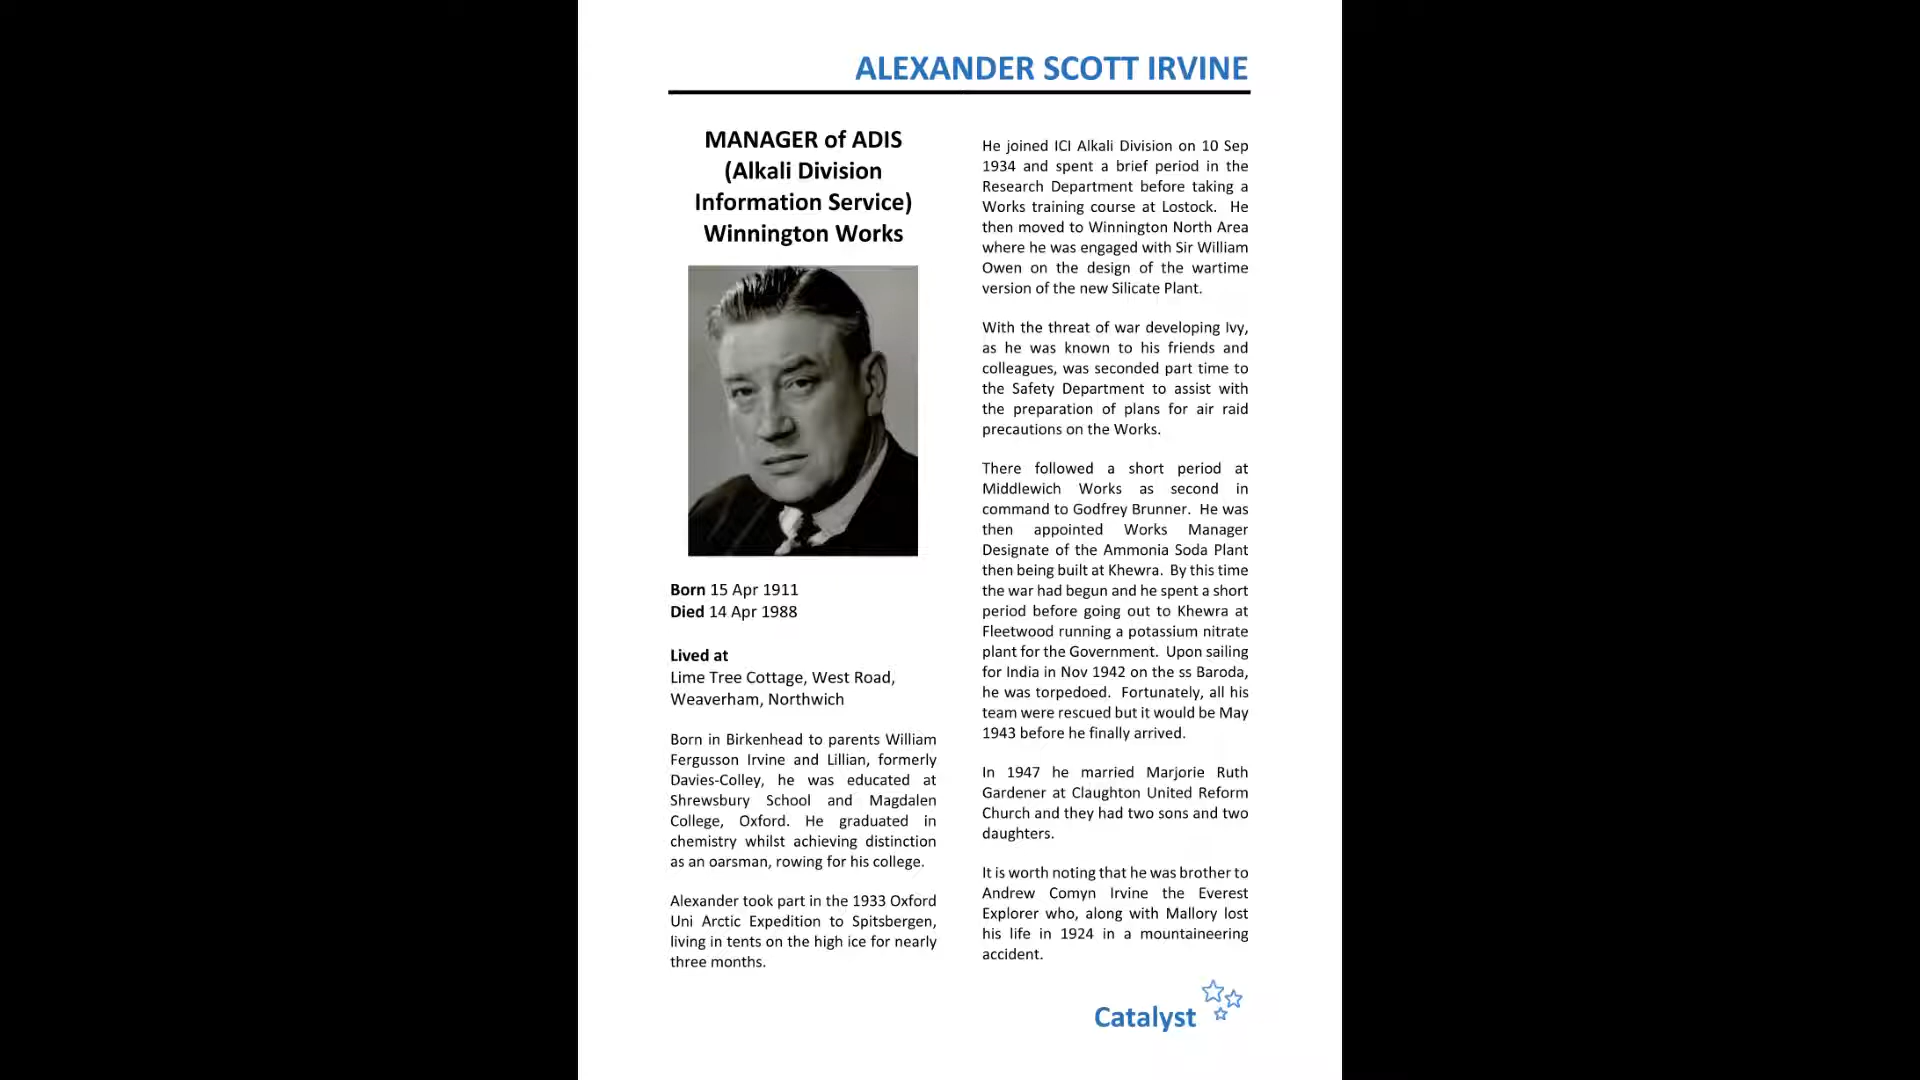 ALEXANDER SCOTT IRVINE
MANAGER of ADIS
(Alkali Division
Information Service)
Winnington Works
Born 15 Apr 1911
Died 14 Apr 1988
Lived at
Lime Tree Cottage, West Road,
Weaverham, Northwich
Born in Birkenhead to parents William
Fergusson Irvine and Lillian, formerly
Davies-Colley, he was educated at
Shrewsbury School and Magdalen
College, Oxford. He graduated in
chemistry whilst achieving distinction
as an oarsman, rowing for his college.
Alexander took part in the 1933 Oxford
Uni Arctic Expedition to Spitsbergen,
living in tents on the high ice for nearly
three months.
He joined ICI Alkali Division on 10 Sep
1934 and spent a brief period in the
Research Department before taking a
Works training course at Lostock. He
then moved to Winnington North Area
where he was engaged with Sir William
Owen on the design of the wartime
version of the new Silicate Plant.
With the threat of war developing Ivy,
as he was known to his friends and
colleagues, was seconded part time to
the Safety Department to assist with
the preparation of plans for air raid
precautions on the Works.
There followed a short period at
Middlewich Works as second in
command to Godfrey Brunner. He was
then appointed Works Manager
Designate of the Ammonia Soda Plant
then being built at Khewra. By this time
the war had begun and he spent a short
period before going out to Khewra at
Fleetwood running a potassium nitrate
plant for the Government. Upon sailing
for India in Nov 1942 on the ss Baroda,
he was torpedoed. Fortunately, all his
team were rescued but it would be May
1943 before he finally arrived.
In 1947 he married Marjorie Ruth
Gardener at Claughton United Reform
Church and they had two sons and two
daughters.
It is worth noting that he was brother to
Andrew Comyn Irvine the Everest
Explorer who, along with Mallory lost
his life in 1924 in a mountaineering
accident.
Catalyst